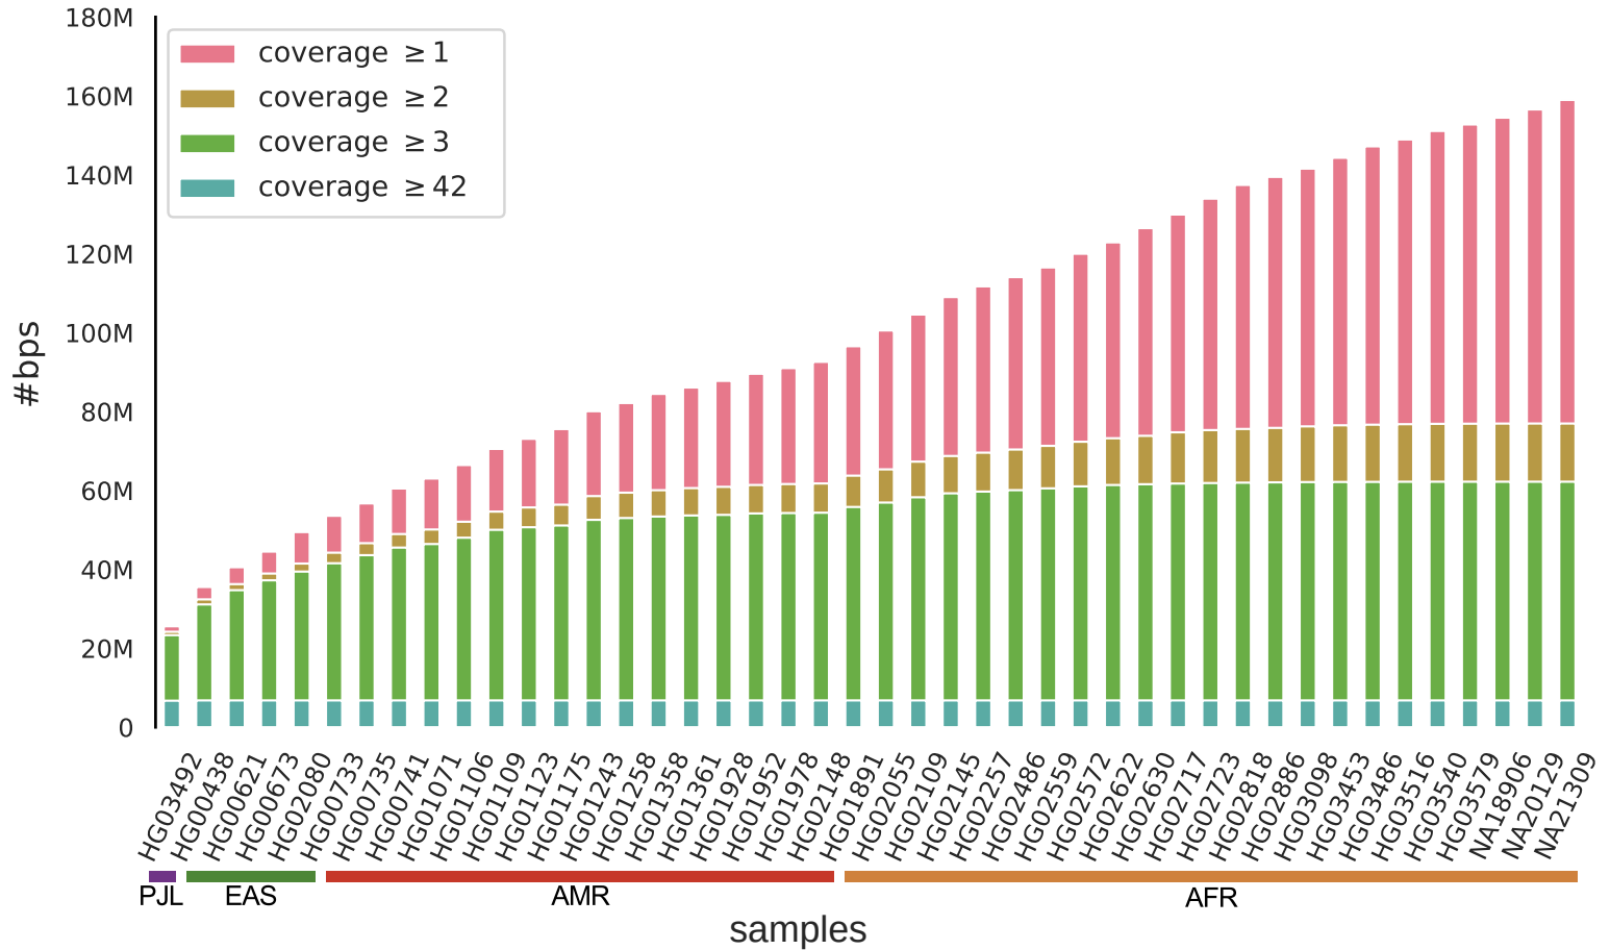 180M
160M
140M
120M
100M
80M
60M
40M
20M
0
#bps
coverage ≥ 1
coverage ≥ 2
coverage ≥ 3
coverage ≥ 42
HG03492
HG00438
HG00621
HG00673
HG02080
HG00733
HG00735
HG00741
HG01071
HG01106
HG01109
HG01123
HG01175
HG01243
HG01258
HG01358
HG01361
HG01928
HG01952
HG01978
HG02148
HG01891
HG02055
HG02109
HG02145
HG02257
HG02486
HG02559
HG02572
HG02622
HG02630
HG02717
HG02723
HG02818
HG02886
HG03098
HG03453
HG03486
HG03516
HG03540
HG03579
NA18906
NA20129
NA21309
PJL EAS AMR AFR
samples